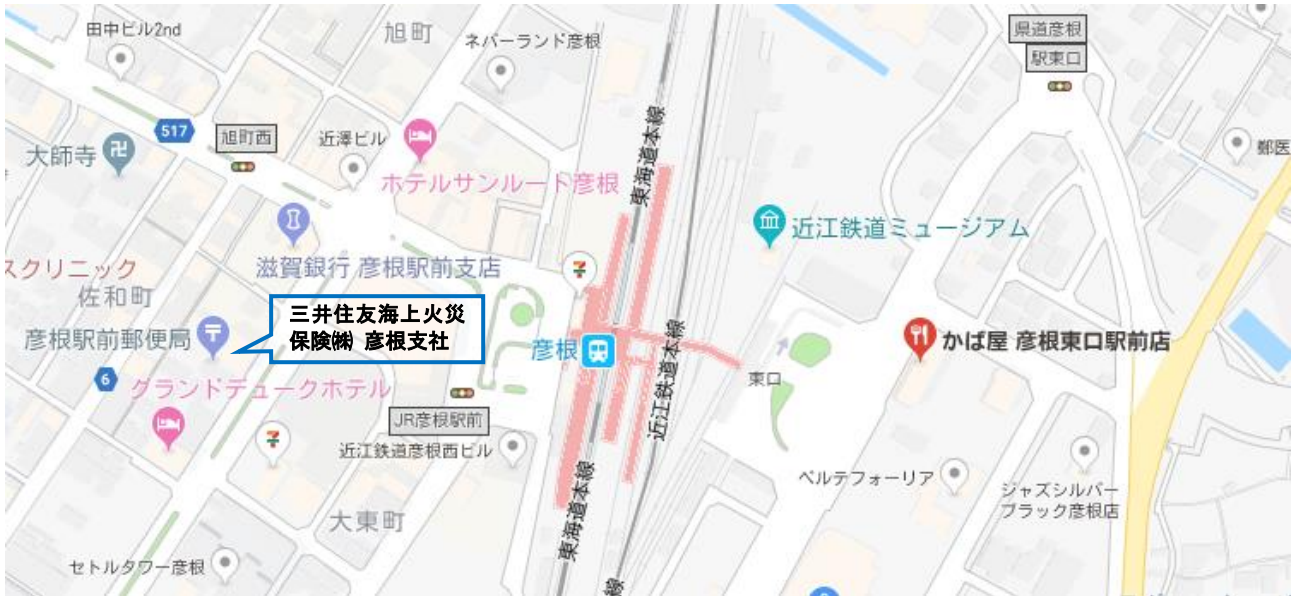 田中ビル2nd
旭町
ネバーランド彦根
県道彦根
駅東口
517
旭町西
近澤ビル
大師寺
鄭医
ホテルサンルート彦根
東海道本線
近江鉄道ミュージアム
滋賀銀行 彦根駅前支店
スクリニック
佐和町
三井住友海上火災
保険㈱ 彦根支社
彦根駅前郵便局
彦根
かば屋 彦根東口駅前店
近江鉄道本線
東口
6
グランドデュークホテル
JR彦根駅前
近江鉄道彦根西ビル
ベルテフォーリア
ジャズシルバー
ブラック彦根店
大東町
東海道本線
セトルタワー彦根
線